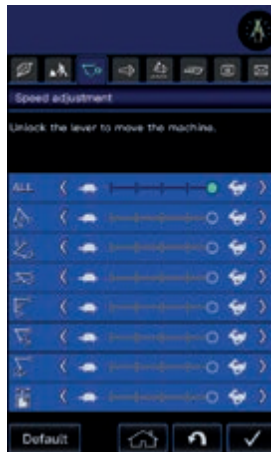 Speed adjustment
Unlock the lever to move the machine.
ALL
Default